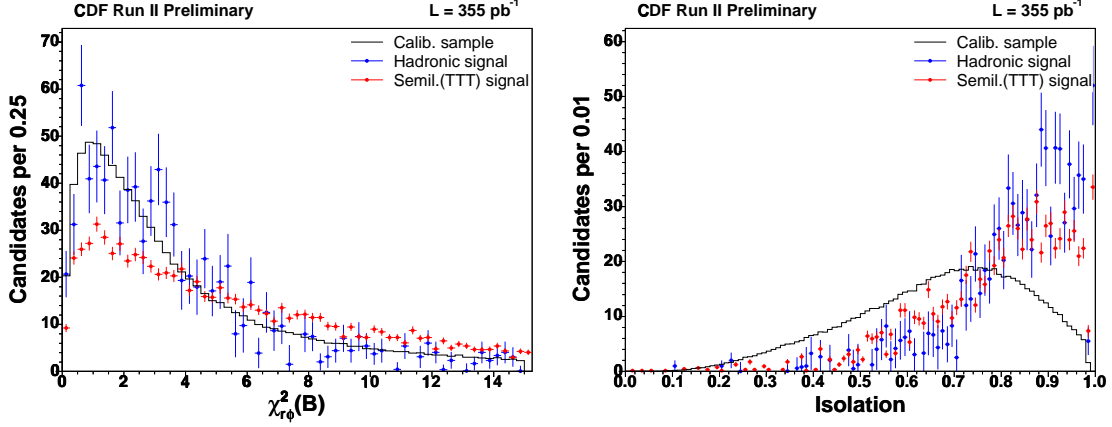 CDF Run II Preliminary L = 355 pb⁻¹
Calib. sample
Hadronic signal
Semil.(TTT) signal
Candidates per 0.25
70
60
50
40
30
20
10
0
0 2 4 6 8 10 12 14
χ²rφ(B)
CDF Run II Preliminary L = 355 pb⁻¹
Calib. sample
Hadronic signal
Semil.(TTT) signal
Candidates per 0.01
60
50
40
30
20
10
0
0.0 0.1 0.2 0.3 0.4 0.5 0.6 0.7 0.8 0.9 1.0
Isolation